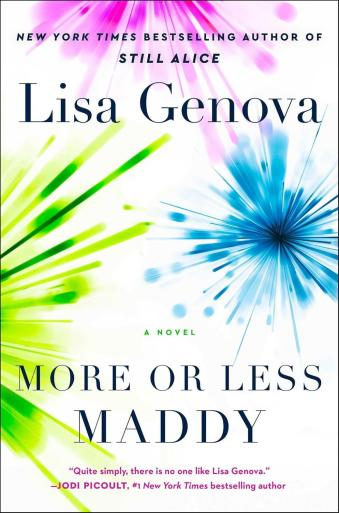 NEW YORK TIMES BESTSELLING AUTHOR OF
STILL ALICE
Lisa Genova
A NOVEL
MORE OR LESS
MADDY
“Quite simply, there is no one like Lisa Genova.”
—JODI PICOULT, #1 New York Times bestselling author